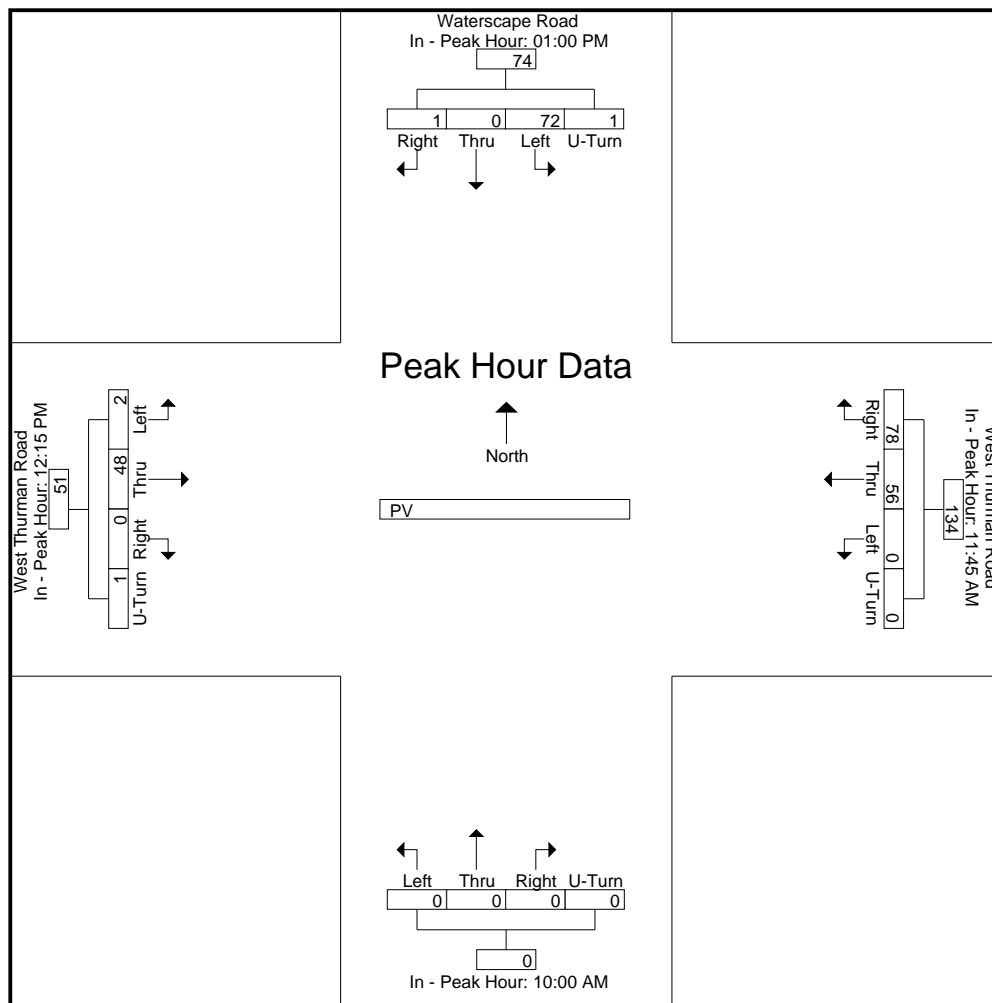 Waterscape Road
In - Peak Hour: 01:00 PM
74
1 0 72 1
Right Thru Left U-Turn
Peak Hour Data
North
PV
West Thurman Road
In - Peak Hour: 12:15 PM
51
2 48 0 1
Left Thru Right U-Turn
West Thurman Road
In - Peak Hour: 11:45 AM
134
78 56 0 0
Right Thru Left U-Turn
Left Thru Right U-Turn
0 0 0 0
0
In - Peak Hour: 10:00 AM